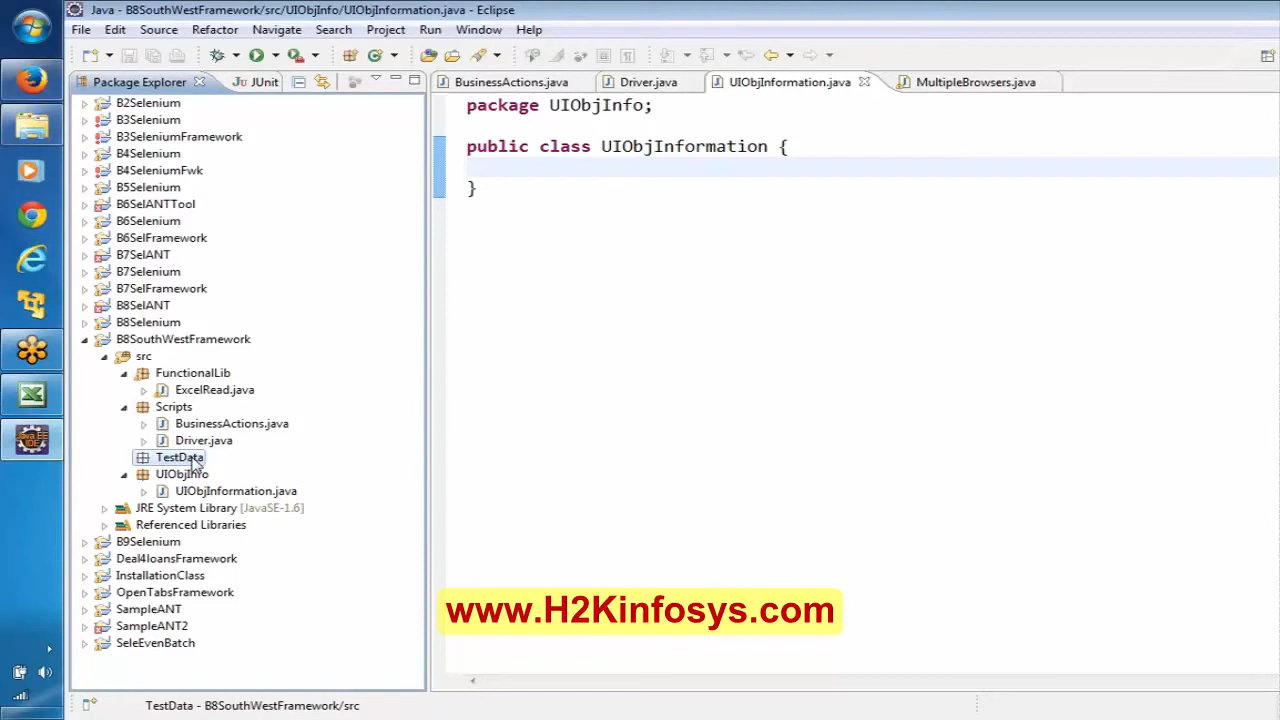 Java - B8SouthWestFramework/src/UIObjInfo/UIObjInformation.java - Eclipse
File Edit Source Refactor Navigate Search Project Run Window Help
Package Explorer
JUnit
BusinessActions.java
Driver.java
UIObjInformation.java
MultipleBrowsers.java
B2Selenium
B3Selenium
B3SeleniumFramework
B4Selenium
B4SeleniumFwk
B5Selenium
B6SelANTTool
B6Selenium
B6SelFramework
B7SelANT
B7Selenium
B7SelFramework
B8SelANT
B8Selenium
B8SouthWestFramework
src
FunctionalLib
ExcelRead.java
Scripts
BusinessActions.java
Driver.java
TestData
UIObjInfo
UIObjInformation.java
JRE System Library [JavaSE-1.6]
Referenced Libraries
B9Selenium
Deal4loansFramework
InstallationClass
OpenTabsFramework
SampleANT
SampleANT2
SeleEvenBatch
package UIObjInfo;
public class UIObjInformation {
}
www.H2Kinfosys.com
TestData - B8SouthWestFramework/src